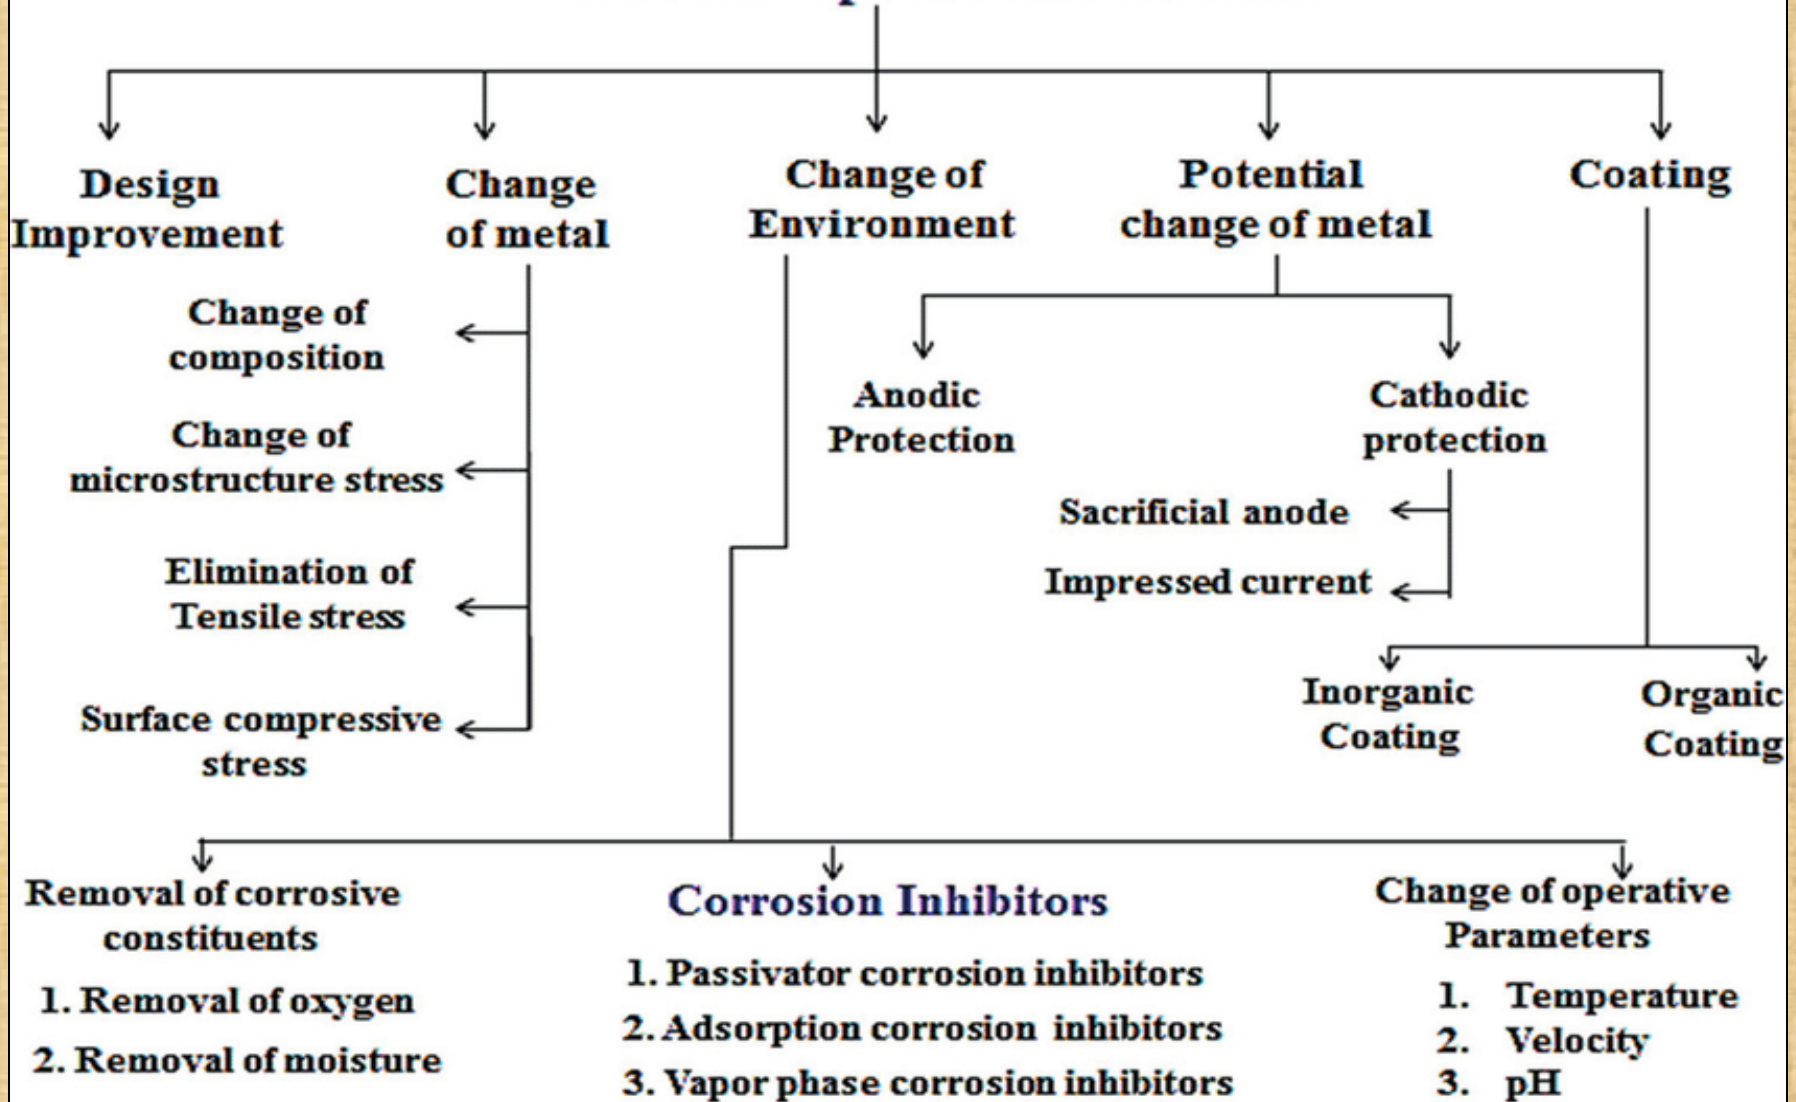 Design
Improvement
Change
of metal
Change of
Environment
Potential
change of metal
Coating
Change of
composition
Change of
microstructure stress
Elimination of
Tensile stress
Surface compressive
stress
Anodic
Protection
Cathodic
protection
Sacrificial anode
Impressed current
Inorganic
Coating
Organic
Coating
Removal of corrosive
constituents
1. Removal of oxygen
2. Removal of moisture
Corrosion Inhibitors
1. Passivator corrosion inhibitors
2. Adsorption corrosion inhibitors
3. Vapor phase corrosion inhibitors
Change of operative
Parameters
1. Temperature
2. Velocity
3. pH